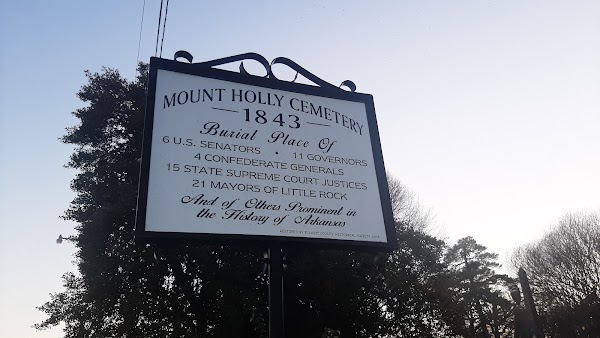 MOUNT HOLLY CEMETERY
— 1843 —
Burial Place Of
6 U.S. SENATORS • 11 GOVERNORS
4 CONFEDERATE GENERALS
15 STATE SUPREME COURT JUSTICES
21 MAYORS OF LITTLE ROCK
And of Others Prominent in
the History of Arkansas